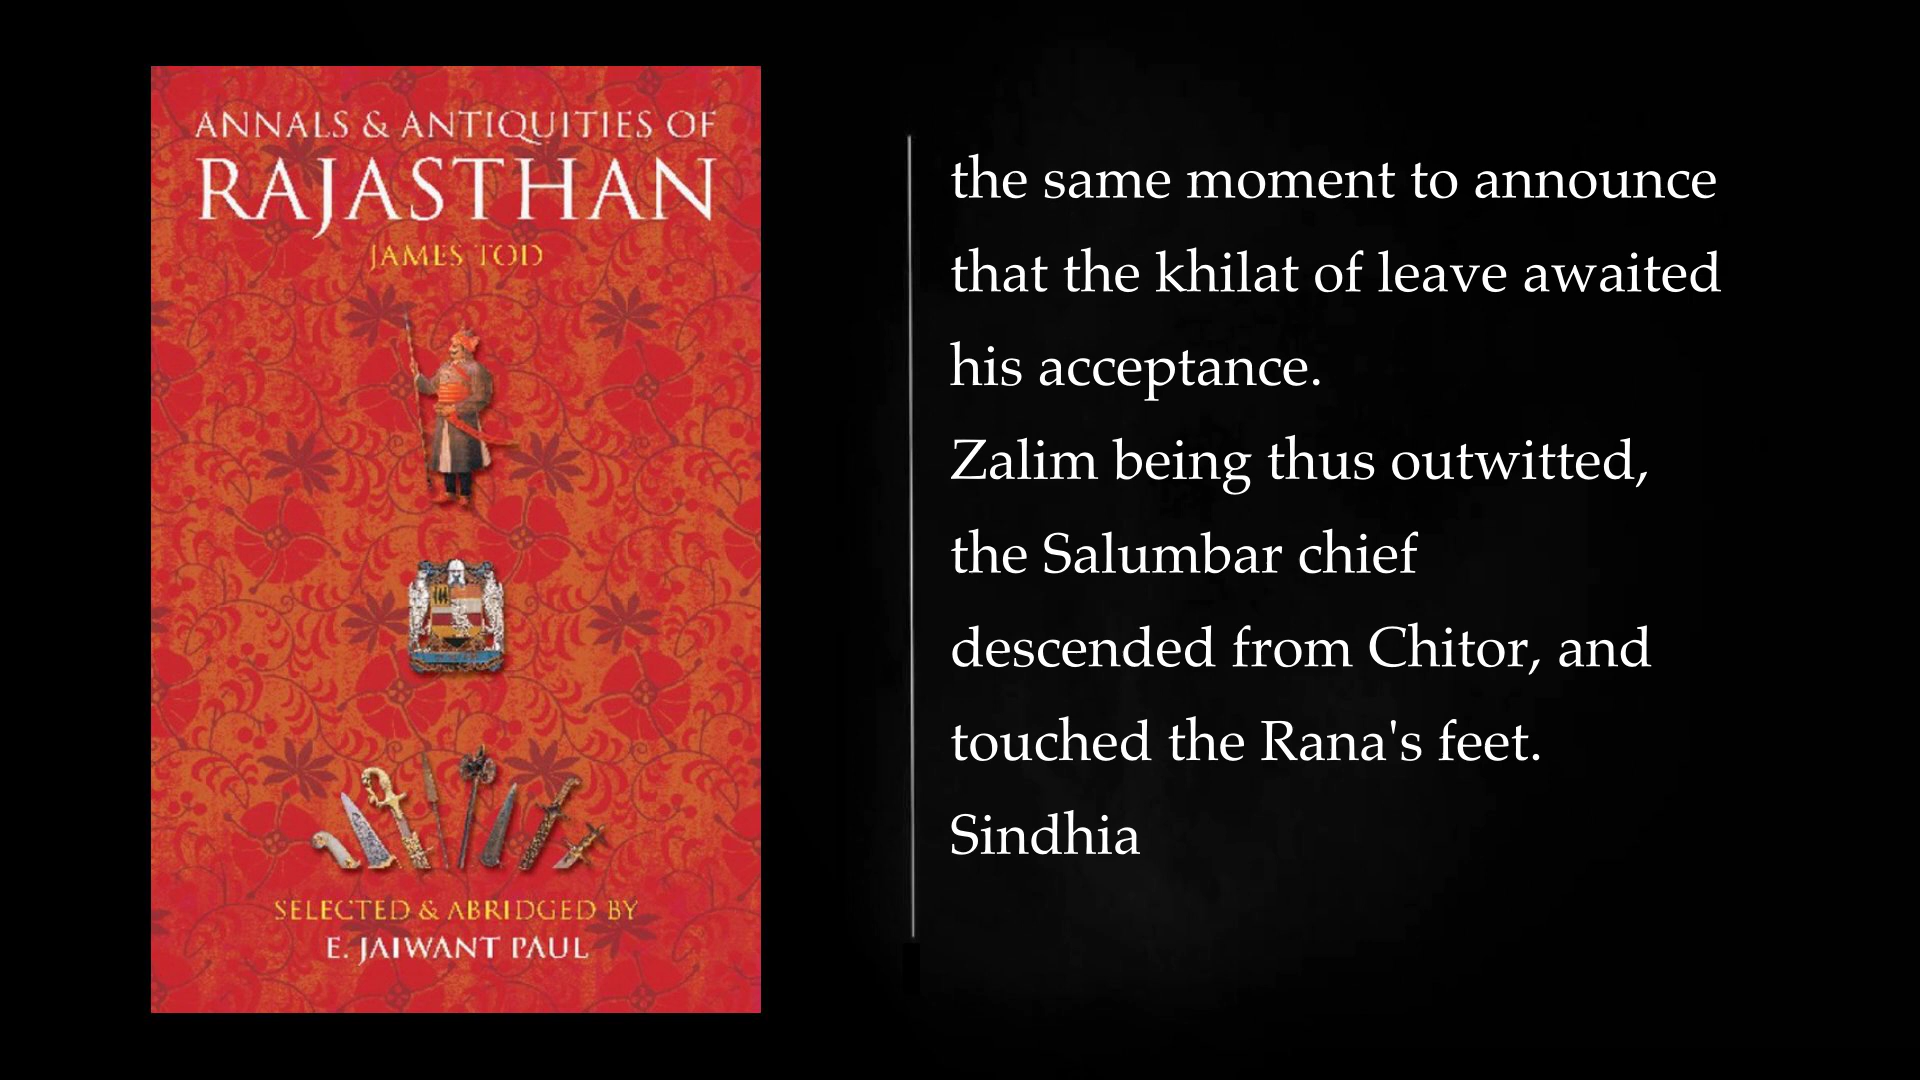 ANNALS & ANTIQUITIES OF
RAJASTHAN
JAMES TOD
SELECTED & ABRIDGED BY
E. JAIWANT PAUL
the same moment to announce
that the khilat of leave awaited
his acceptance.
Zalim being thus outwitted,
the Salumbar chief
descended from Chitor, and
touched the Rana's feet.
Sindhia